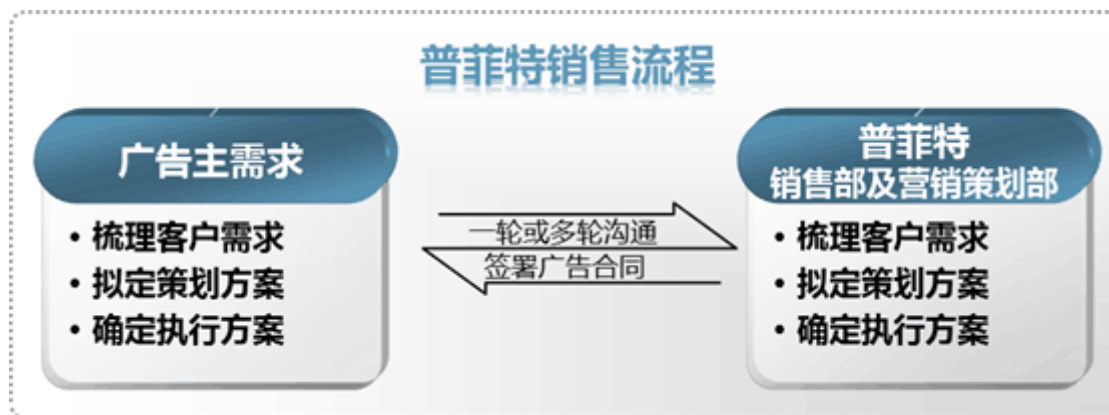 普菲特销售流程
广告主需求
• 梳理客户需求
• 拟定策划方案
• 确定执行方案
一轮或多轮沟通
签署广告合同
普菲特
销售部及营销策划部
• 梳理客户需求
• 拟定策划方案
• 确定执行方案